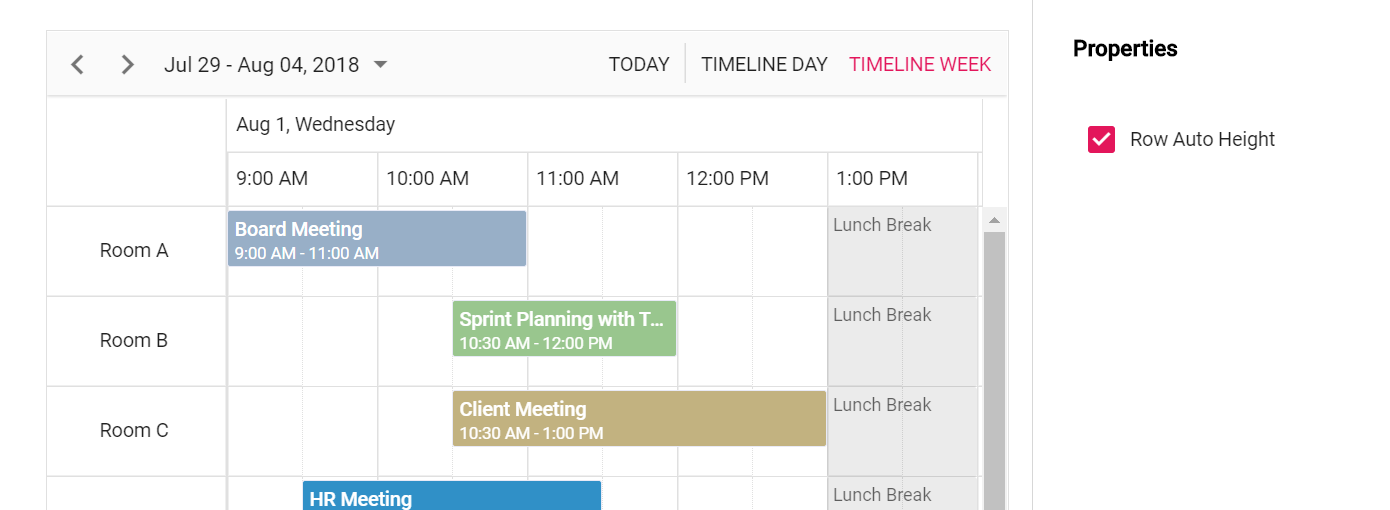 Properties
Jul 29 - Aug 04, 2018 TODAY TIMELINE DAY TIMELINE WEEK
Aug 1, Wednesday
Row Auto Height
9:00 AM 10:00 AM 11:00 AM 12:00 PM 1:00 PM
Room A
Board Meeting
9:00 AM - 11:00 AM
Lunch Break
Room B
Sprint Planning with T...
10:30 AM - 12:00 PM
Lunch Break
Room C
Client Meeting
10:30 AM - 1:00 PM
Lunch Break
HR Meeting
Lunch Break